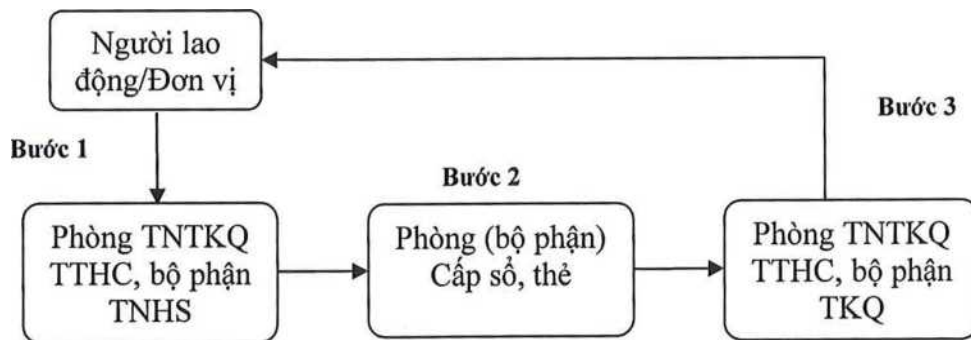 Người lao
động/Đơn vị
Bước 1
Bước 2
Bước 3
Phòng TNTKQ
TTHC, bộ phận
TNHS
Phòng (bộ phận)
Cấp sổ, thẻ
Phòng TNTKQ
TTHC, bộ phận
TKQ